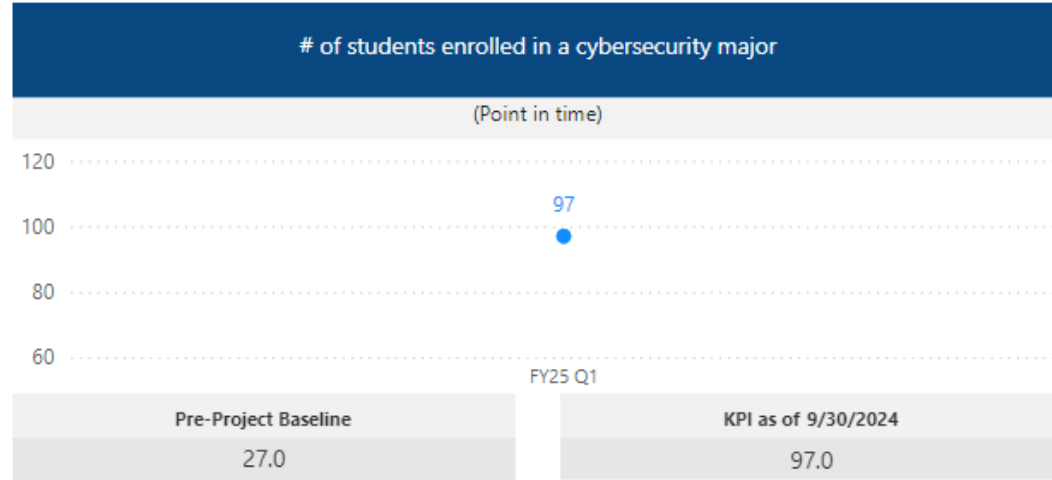 # of students enrolled in a cybersecurity major
(Point in time)
120
97
100
80
60
FY25 Q1
Pre-Project Baseline
KPI as of 9/30/2024
27.0
97.0